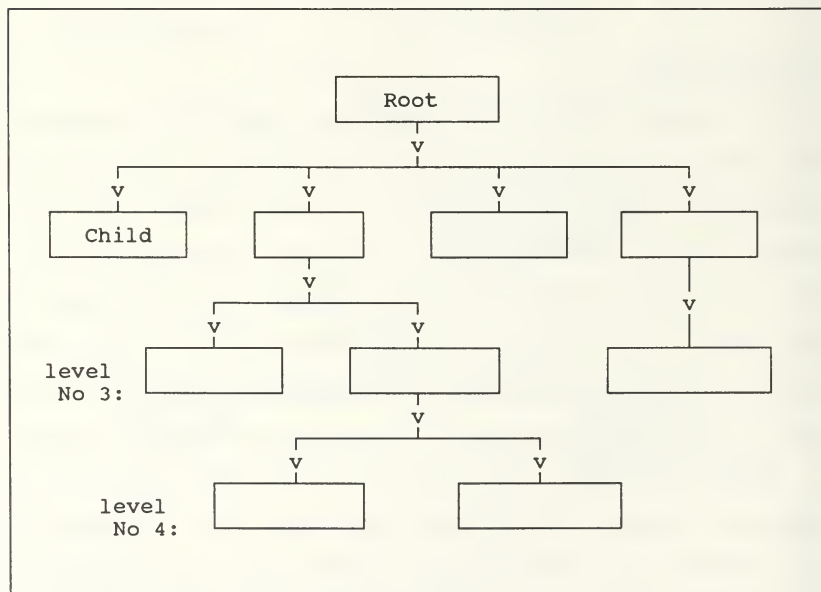 Root
v
v v v v
Child
v v
v v
level
No 3:
v
v v
level
No 4: